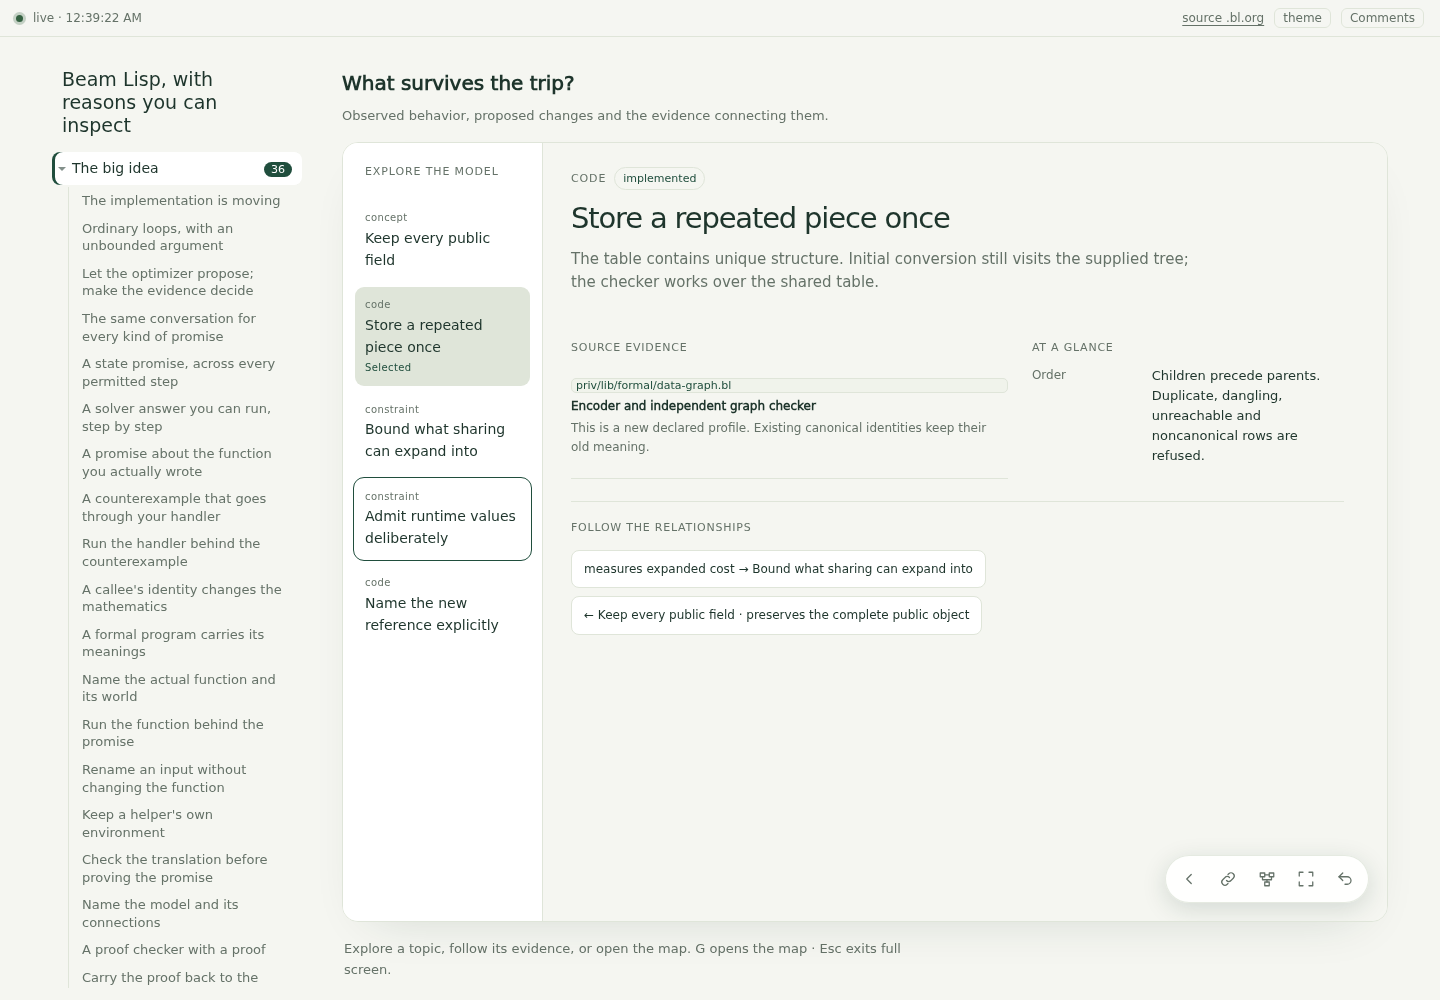 live · 12:39:22 AM
source .bl.org
theme
Comments
Beam Lisp, with
reasons you can
inspect
The big idea
36
The implementation is moving
Ordinary loops, with an
unbounded argument
Let the optimizer propose;
make the evidence decide
The same conversation for
every kind of promise
A state promise, across every
permitted step
A solver answer you can run,
step by step
A promise about the function
you actually wrote
A counterexample that goes
through your handler
Run the handler behind the
counterexample
A callee's identity changes the
mathematics
A formal program carries its
meanings
Name the actual function and
its world
Run the function behind the
promise
Rename an input without
changing the function
Keep a helper's own
environment
Check the translation before
proving the promise
Name the model and its
connections
A proof checker with a proof
Carry the proof back to the
What survives the trip?
Observed behavior, proposed changes and the evidence connecting them.
EXPLORE THE MODEL
concept
Keep every public
field
code
Store a repeated
piece once
Selected
constraint
Bound what sharing
can expand into
constraint
Admit runtime values
deliberately
code
Name the new
reference explicitly
CODE
implemented
Store a repeated piece once
The table contains unique structure. Initial conversion still visits the supplied tree;
the checker works over the shared table.
SOURCE EVIDENCE
priv/lib/formal/data-graph.bl
Encoder and independent graph checker
This is a new declared profile. Existing canonical identities keep their
old meaning.
AT A GLANCE
Order
Children precede parents.
Duplicate, dangling,
unreachable and
noncanonical rows are
refused.
FOLLOW THE RELATIONSHIPS
measures expanded cost → Bound what sharing can expand into
← Keep every public field · preserves the complete public object
Explore a topic, follow its evidence, or open the map. G opens the map · Esc exits full
screen.